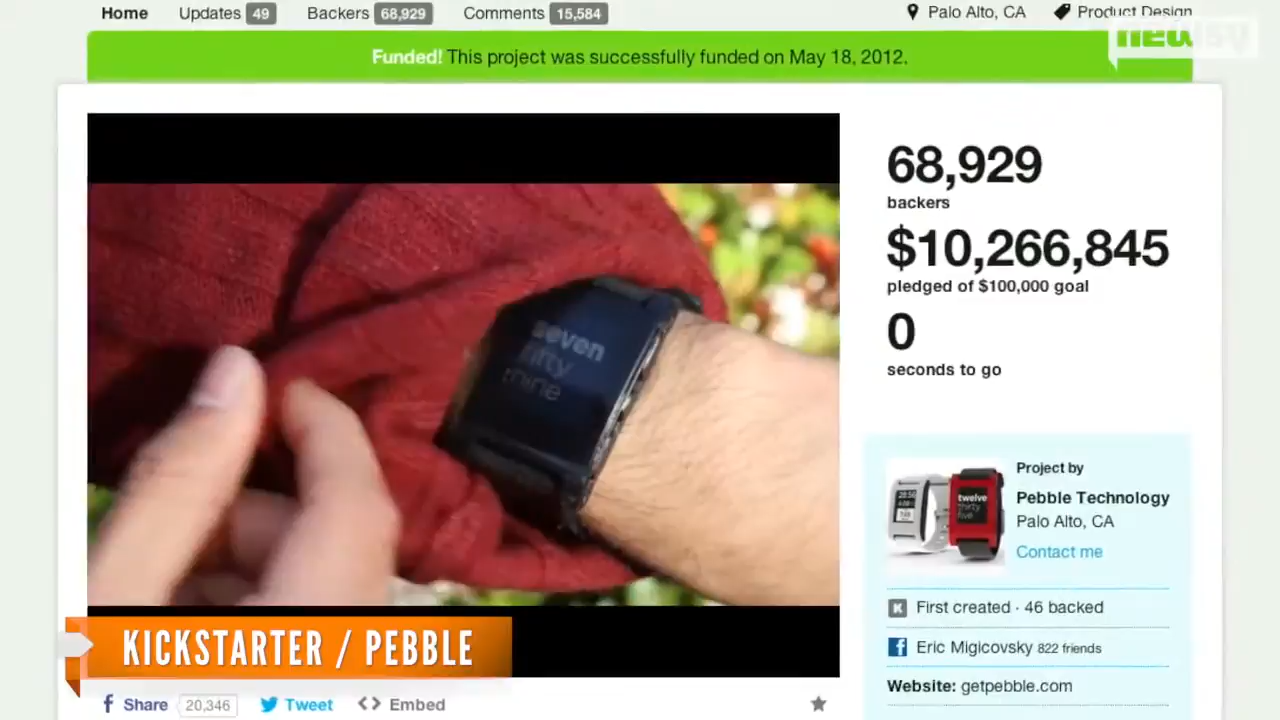 Home Updates 49 Backers 68,929 Comments 15,584 Palo Alto, CA Product Design
newsy
Funded! This project was successfully funded on May 18, 2012.
68,929
backers
$10,266,845
pledged of $100,000 goal
0
seconds to go
seven
fifty
nine
Project by
Pebble Technology
Palo Alto, CA
Contact me
twelve
thirty
five
First created · 46 backed
Eric Migicovsky 822 friends
Website: getpebble.com
KICKSTARTER / PEBBLE
Share 20,346 Tweet <> Embed